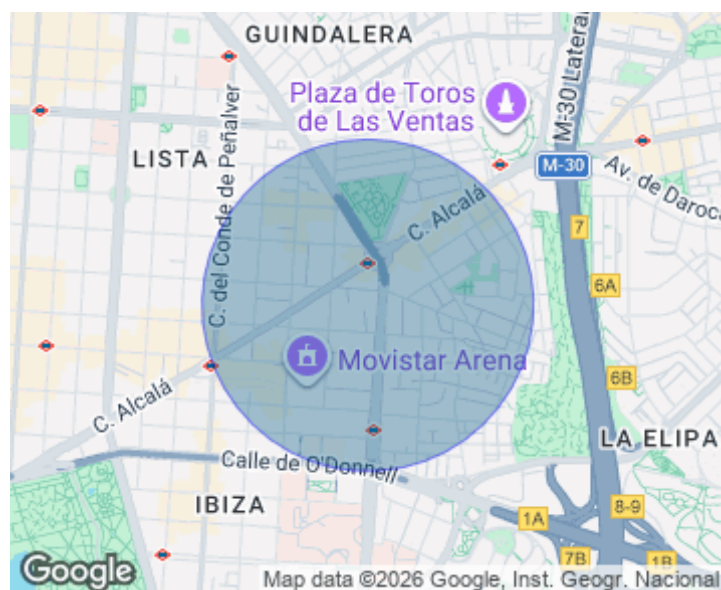 GUINDALERA
Plaza de Toros
de Las Ventas
M-30 Lateral
LISTA
C. del Conde de Peñalver
M-30
Av. de Daroca
C. Alcalá
7
6A
Movistar Arena
6B
C. Alcalá
LA ELIPA
Calle de O'Donnell
IBIZA
8-9
1A
7B
1B
Google
Map data ©2026 Google, Inst. Geogr. Nacional